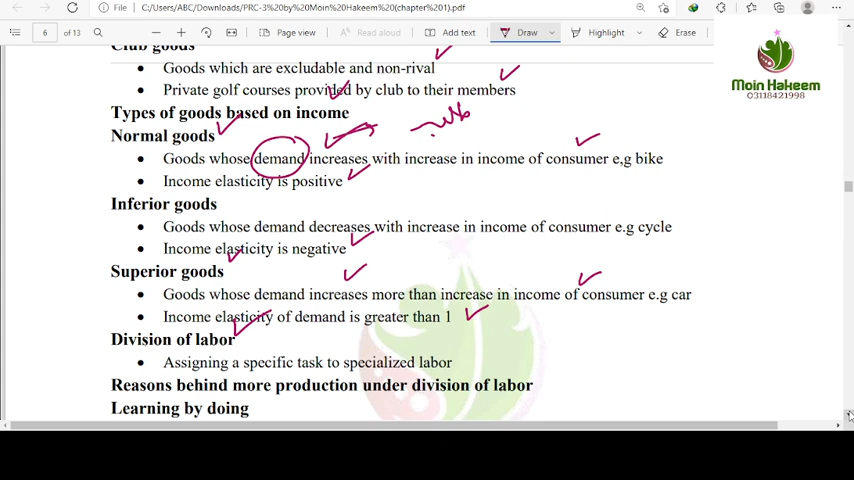 File
C:/Users/ABC/Downloads/PRC-3%20by%20Moin%20Hakeem%20(chapter%201).pdf
6 of 13
Page view
Read aloud
Add text
Draw
Highlight
Erase
Moin Hakeem
03118421998
Club goods
• Goods which are excludable and non-rival
• Private golf courses provided by club to their members
Types of goods based on income
Normal goods
• Goods whose demand increases with increase in income of consumer e,g bike
• Income elasticity is positive
Inferior goods
• Goods whose demand decreases with increase in income of consumer e.g cycle
• Income elasticity is negative
Superior goods
• Goods whose demand increases more than increase in income of consumer e.g car
• Income elasticity of demand is greater than 1
Division of labor
• Assigning a specific task to specialized labor
Reasons behind more production under division of labor
Learning by doing